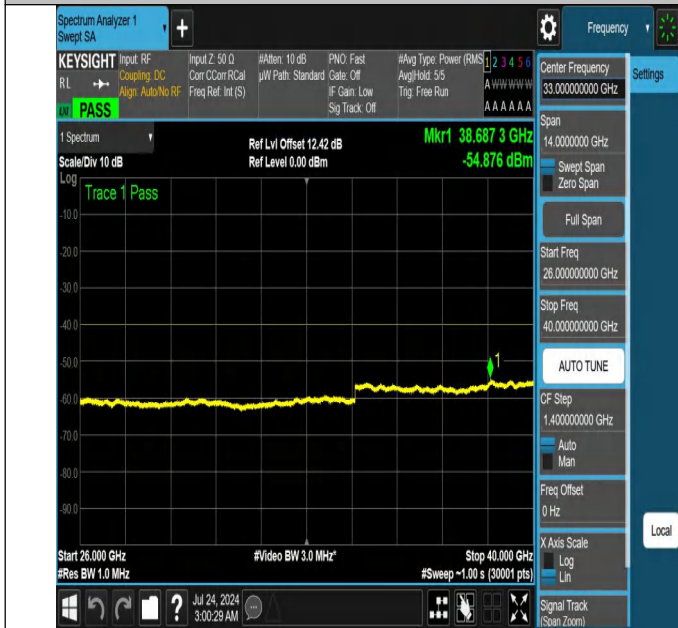 Spectrum Analyzer 1
Swept SA
+
Frequency
KEYSIGHT
RL
PASS
Input: RF
Coupling: DC
Align: Auto/No RF
Input Z: 50 Ω
Corr CCorr RCal
Freq Ref: Int (S)
#Atten: 10 dB
µW Path: Standard
PNO: Fast
Gate: Off
IF Gain: Low
Sig Track: Off
#Avg Type: Power (RMS
Avg|Hold: 5/5
Trig: Free Run
1 2 3 4 5 6
A W W W W W
A A A A A A
1 Spectrum
Scale/Div 10 dB
Log
Ref Lvl Offset 12.42 dB
Ref Level 0.00 dBm
Mkr1 38.687 3 GHz
-54.876 dBm
Trace 1 Pass
-10.0
-20.0
-30.0
-40.0
-50.0
-60.0
-70.0
-80.0
-90.0
1
Start 26.000 GHz
#Res BW 1.0 MHz
#Video BW 3.0 MHz*
Stop 40.000 GHz
#Sweep ~1.00 s (30001 pts)
?
Jul 24, 2024
3:00:29 AM
Center Frequency
33.000000000 GHz
Settings
Span
14.0000000 GHz
Swept Span
Zero Span
Full Span
Start Freq
26.000000000 GHz
Stop Freq
40.000000000 GHz
AUTO TUNE
CF Step
1.400000000 GHz
Auto
Man
Freq Offset
0 Hz
X Axis Scale
Log
Lin
Local
Signal Track
(Span Zoom)